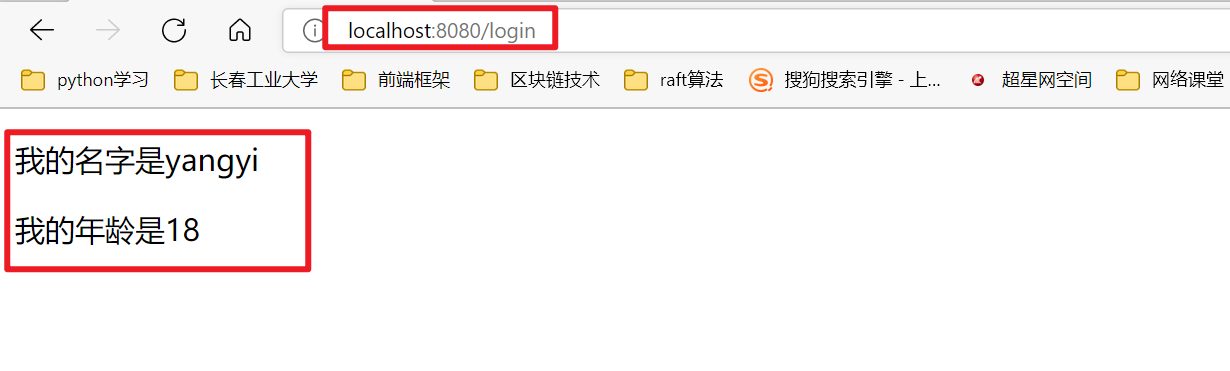 localhost:8080/login
python学习 长春工业大学 前端框架 区块链技术 raft算法 搜狗搜索引擎 - 上... 超星网空间 网络课堂
我的名字是yangyi
我的年龄是18